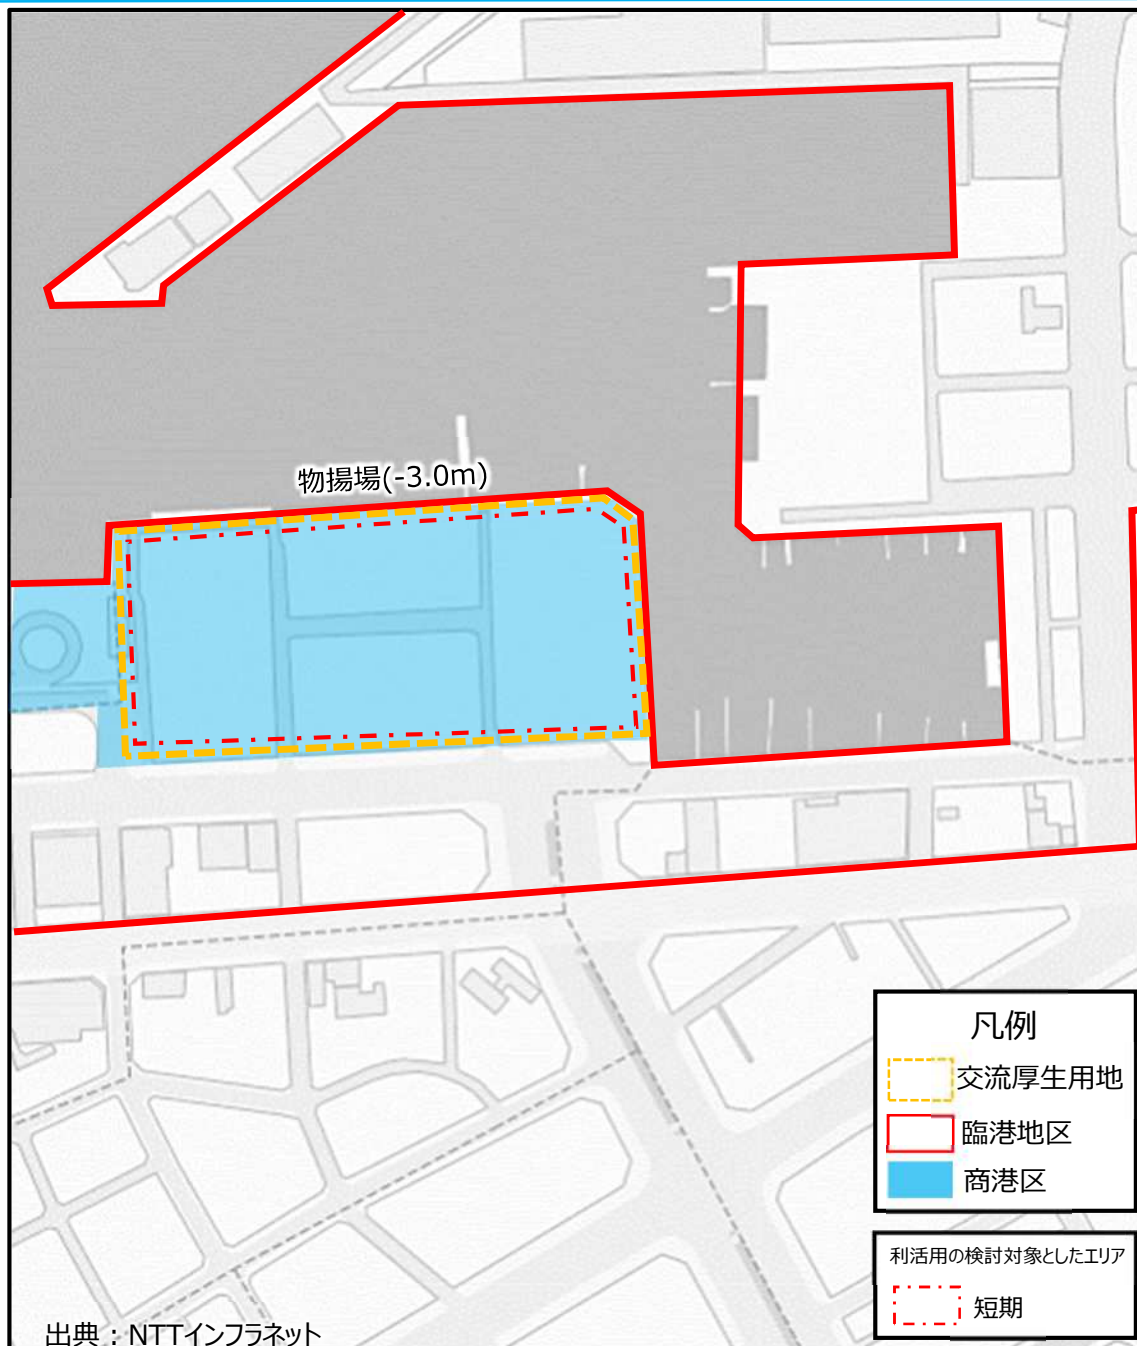 物揚場(-3.0m)
凡例
交流厚生用地
臨港地区
商港区
利活用の検討対象としたエリア
短期
出典：NTTインフラネット